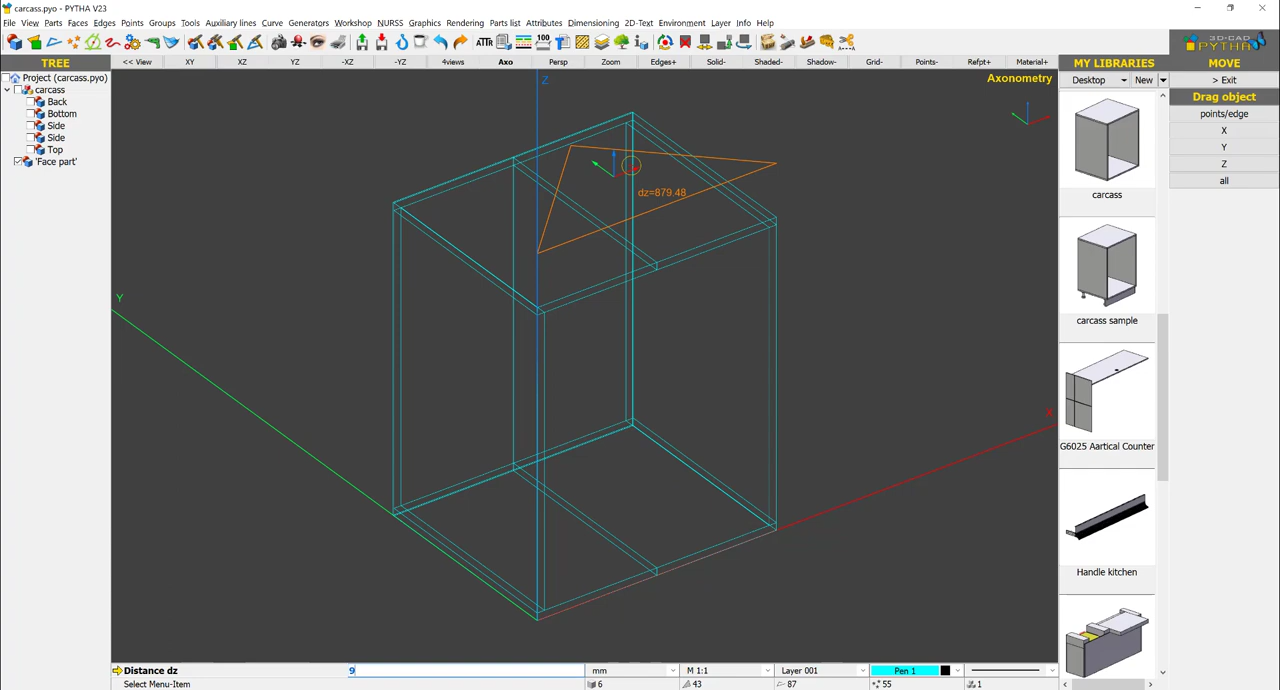 carcass.pyo - PYTHA V23
File View Parts Faces Edges Points Groups Tools Auxiliary lines Curve Generators Workshop NURSS Graphics Rendering Parts list Attributes Dimensioning 2D-Text Environment Layer Info Help
ATTR 100
3D-CAD PYTHA
TREE << View XY XZ YZ -XZ -YZ 4views Axo Persp Zoom Edges+ Solid- Shaded- Shadow- Grid- Points- Refpt+ Material+ MY LIBRARIES MOVE
Project (carcass.pyo)
carcass
Back
Bottom
Side
Side
Top
'Face part'
Axonometry
Z
dz=879.48
Y
X
Desktop New
carcass
carcass sample
G6025 Aartical Counter
Handle kitchen
> Exit
Drag object
points/edge
X
Y
Z
all
Distance dz 9 mm M 1:1 Layer 001 Pen 1
Select Menu-Item 6 43 87 55 1